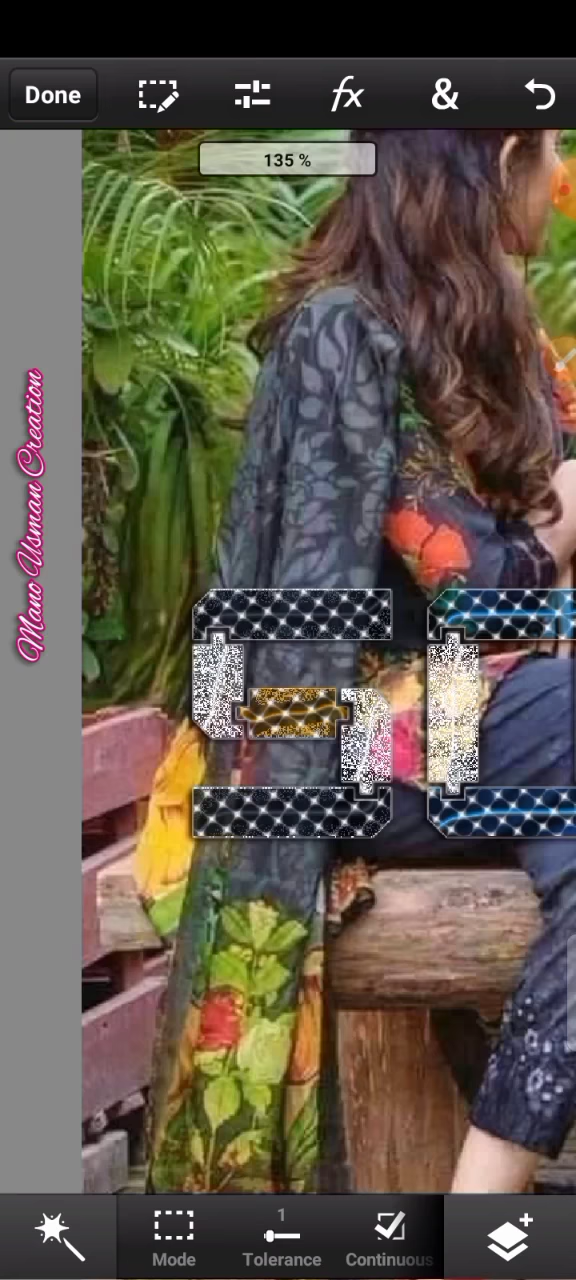 Done
135 %
Mano Usman Creation
S
1
Mode
Tolerance
Continuous